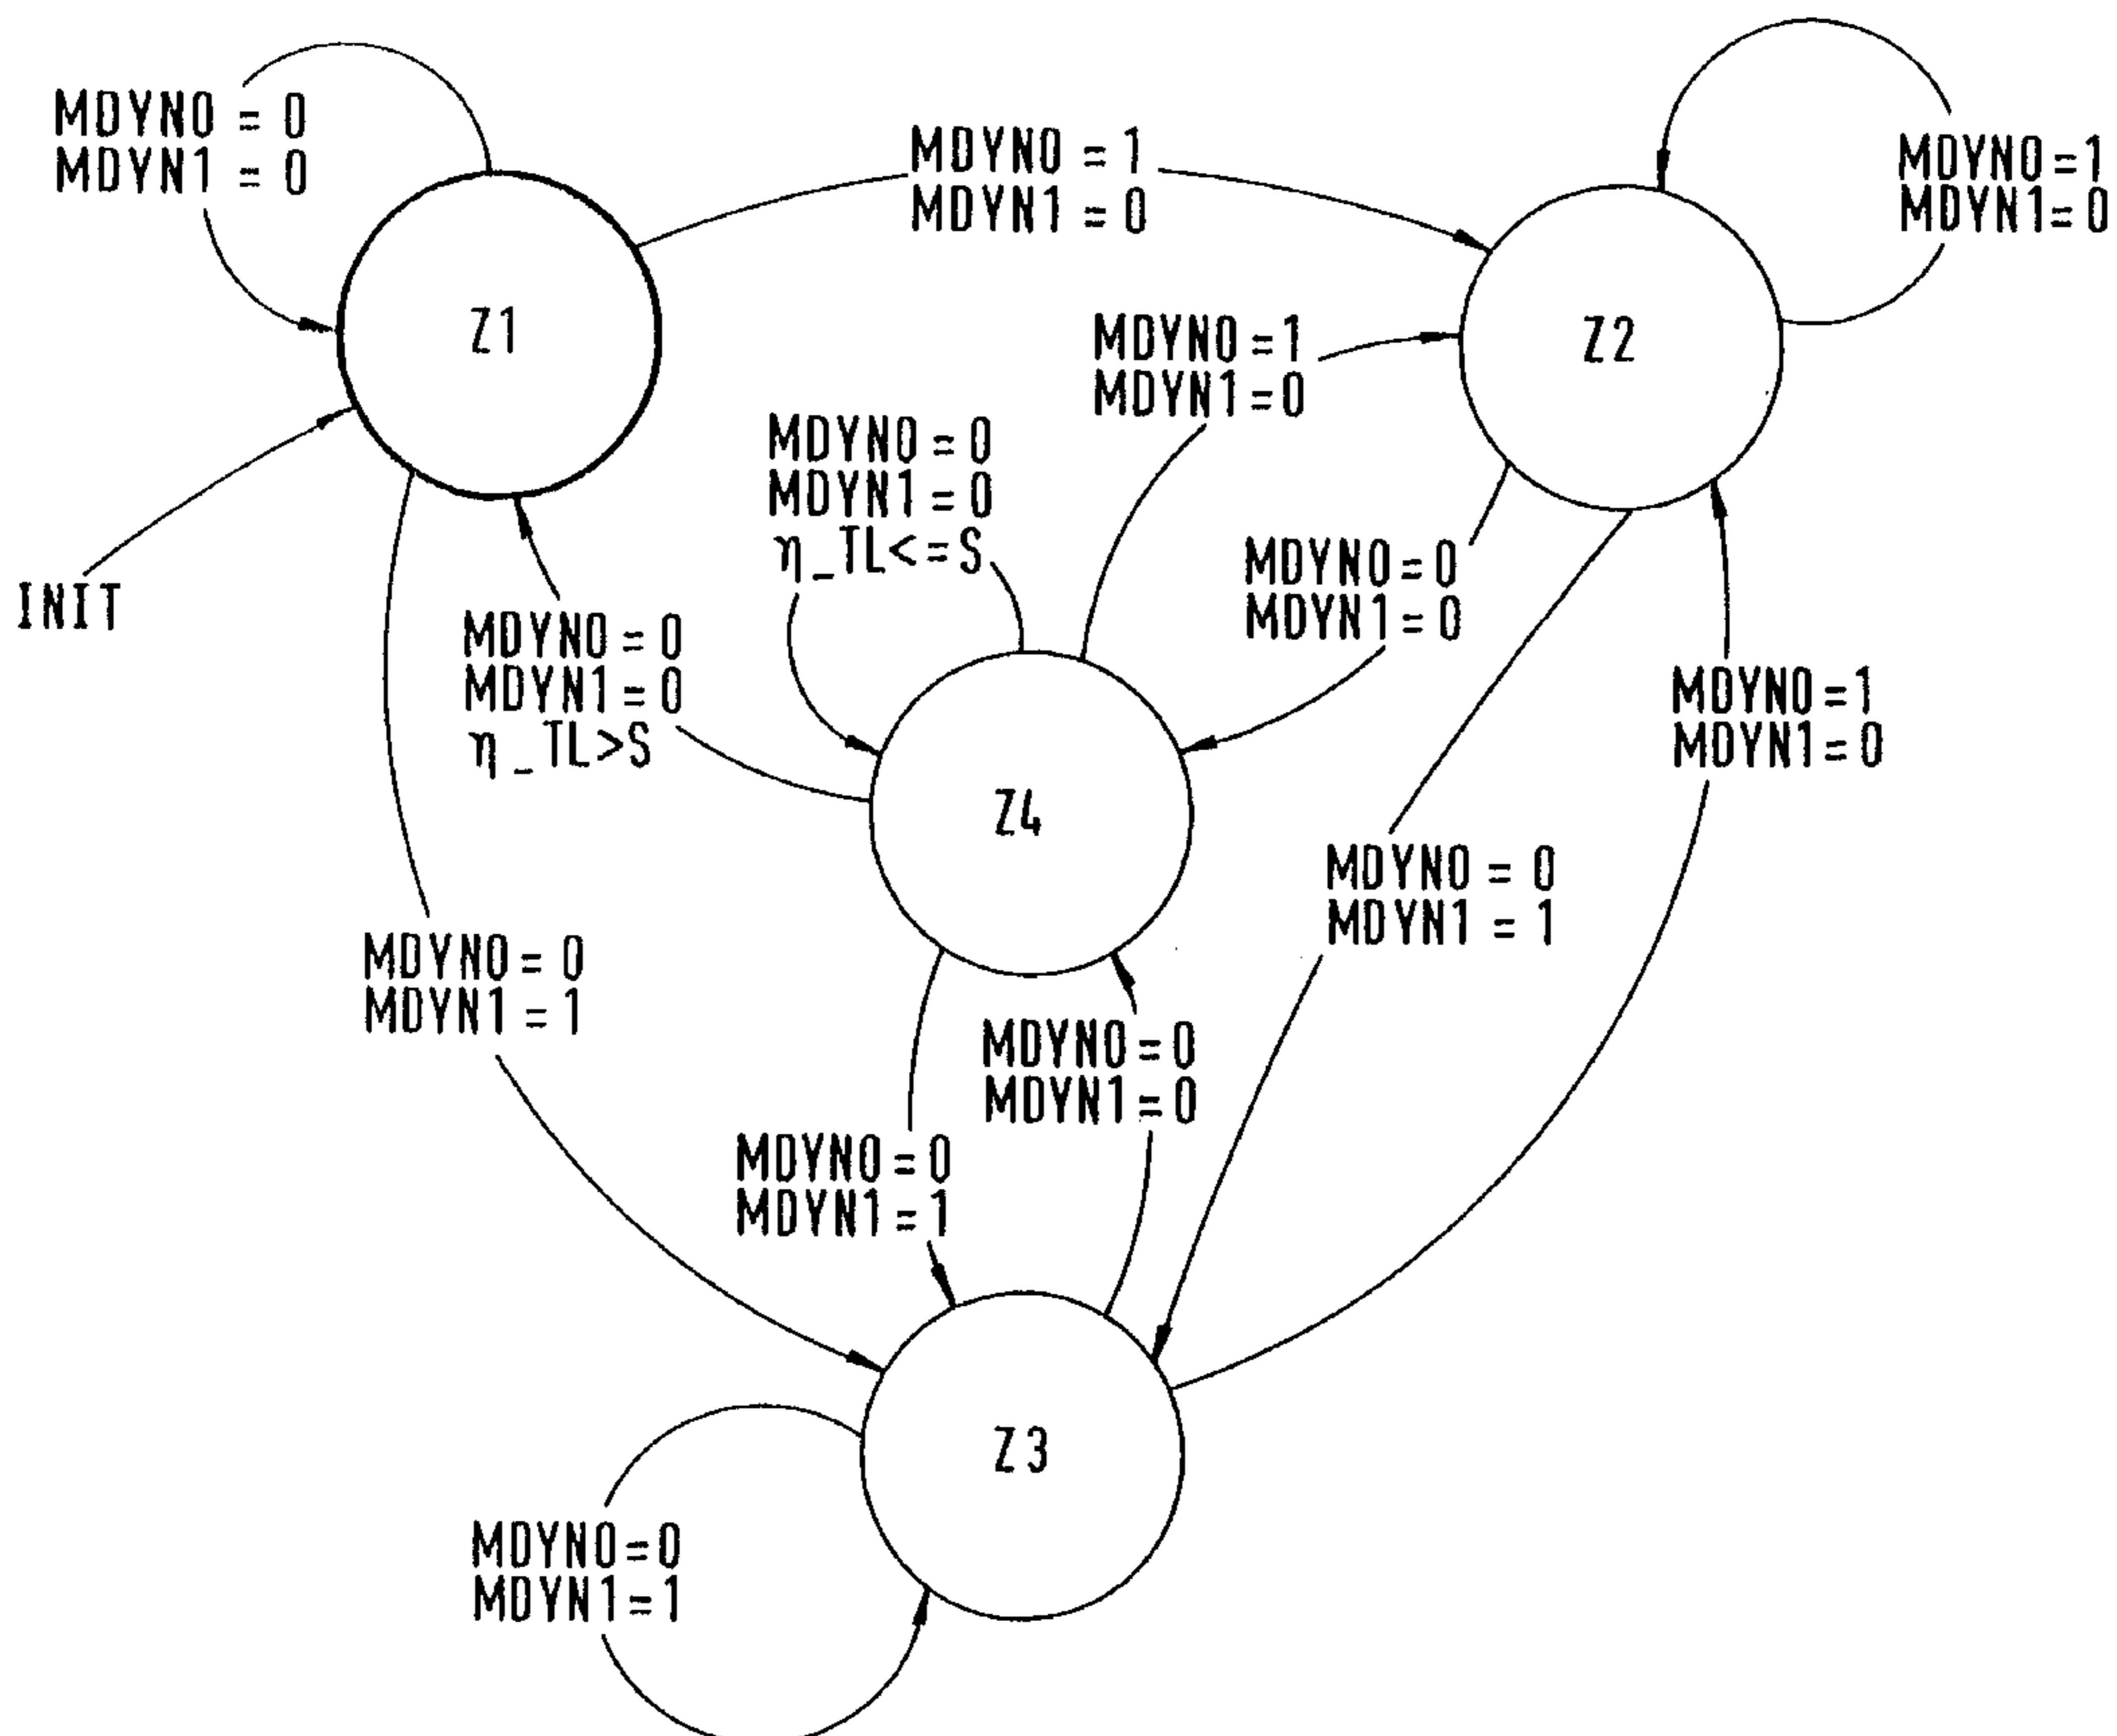 MDYN0 = 0
MDYN1 = 0
MDYN0 = 1
MDYN1 = 0
MDYN0 = 1
MDYN1 = 0
Z1
Z2
MDYN0 = 1
MDYN1 = 0
MDYN0 = 0
MDYN1 = 0
η_TL<=S
MDYN0 = 0
MDYN1 = 0
INIT
MDYN0 = 0
MDYN1 = 0
η_TL>S
MDYN0 = 1
MDYN1 = 0
Z4
MDYN0 = 0
MDYN1 = 1
MDYN0 = 0
MDYN1 = 1
MDYN0 = 0
MDYN1 = 0
MDYN0 = 0
MDYN1 = 1
Z3
MDYN0 = 0
MDYN1 = 1